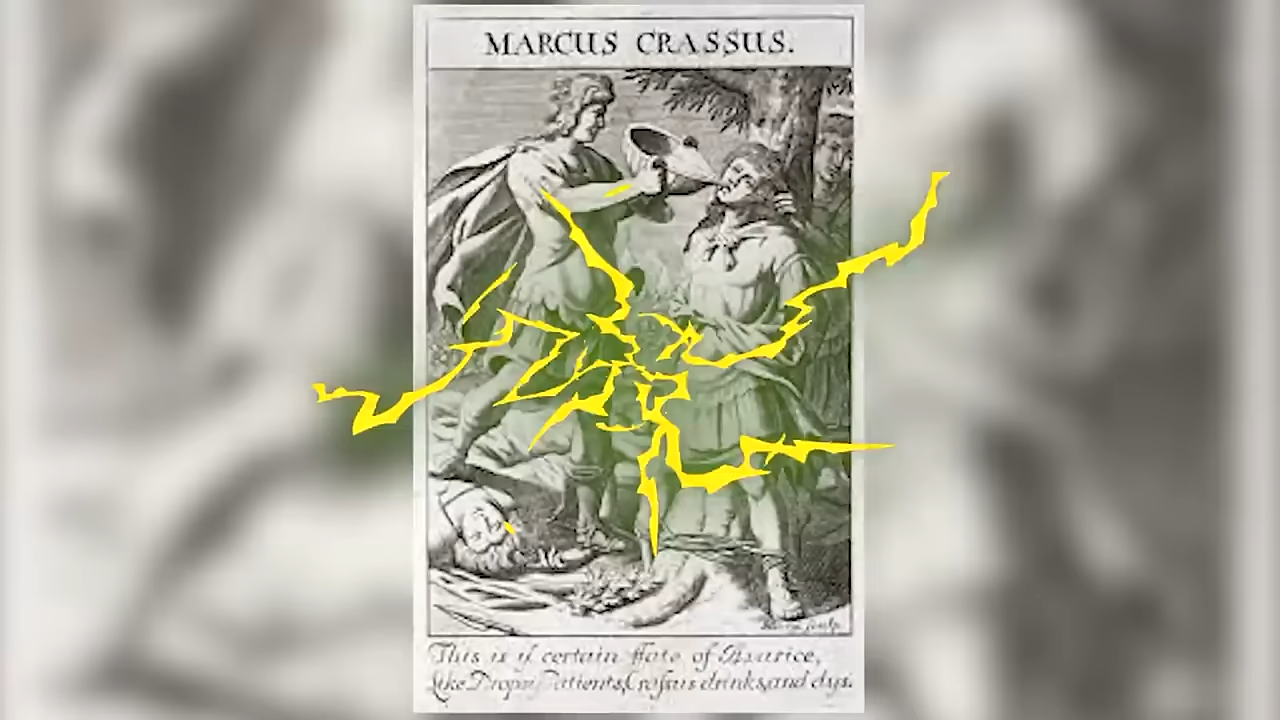 MARCUS CRASSUS.
This is yͤ certain ffate of Avarice,
Like Dropsy Patients, Crassus drinks, and dys.